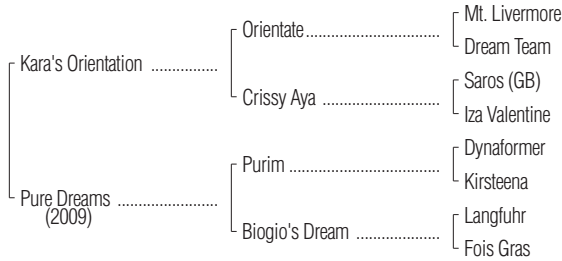 Mt. Livermore
Orientate
Dream Team
Kara's Orientation
Saros (GB)
Crissy Aya
Iza Valentine
Dynaformer
Purim
Kirsteena
Pure Dreams
(2009)
Langfuhr
Biogio's Dream
Fois Gras